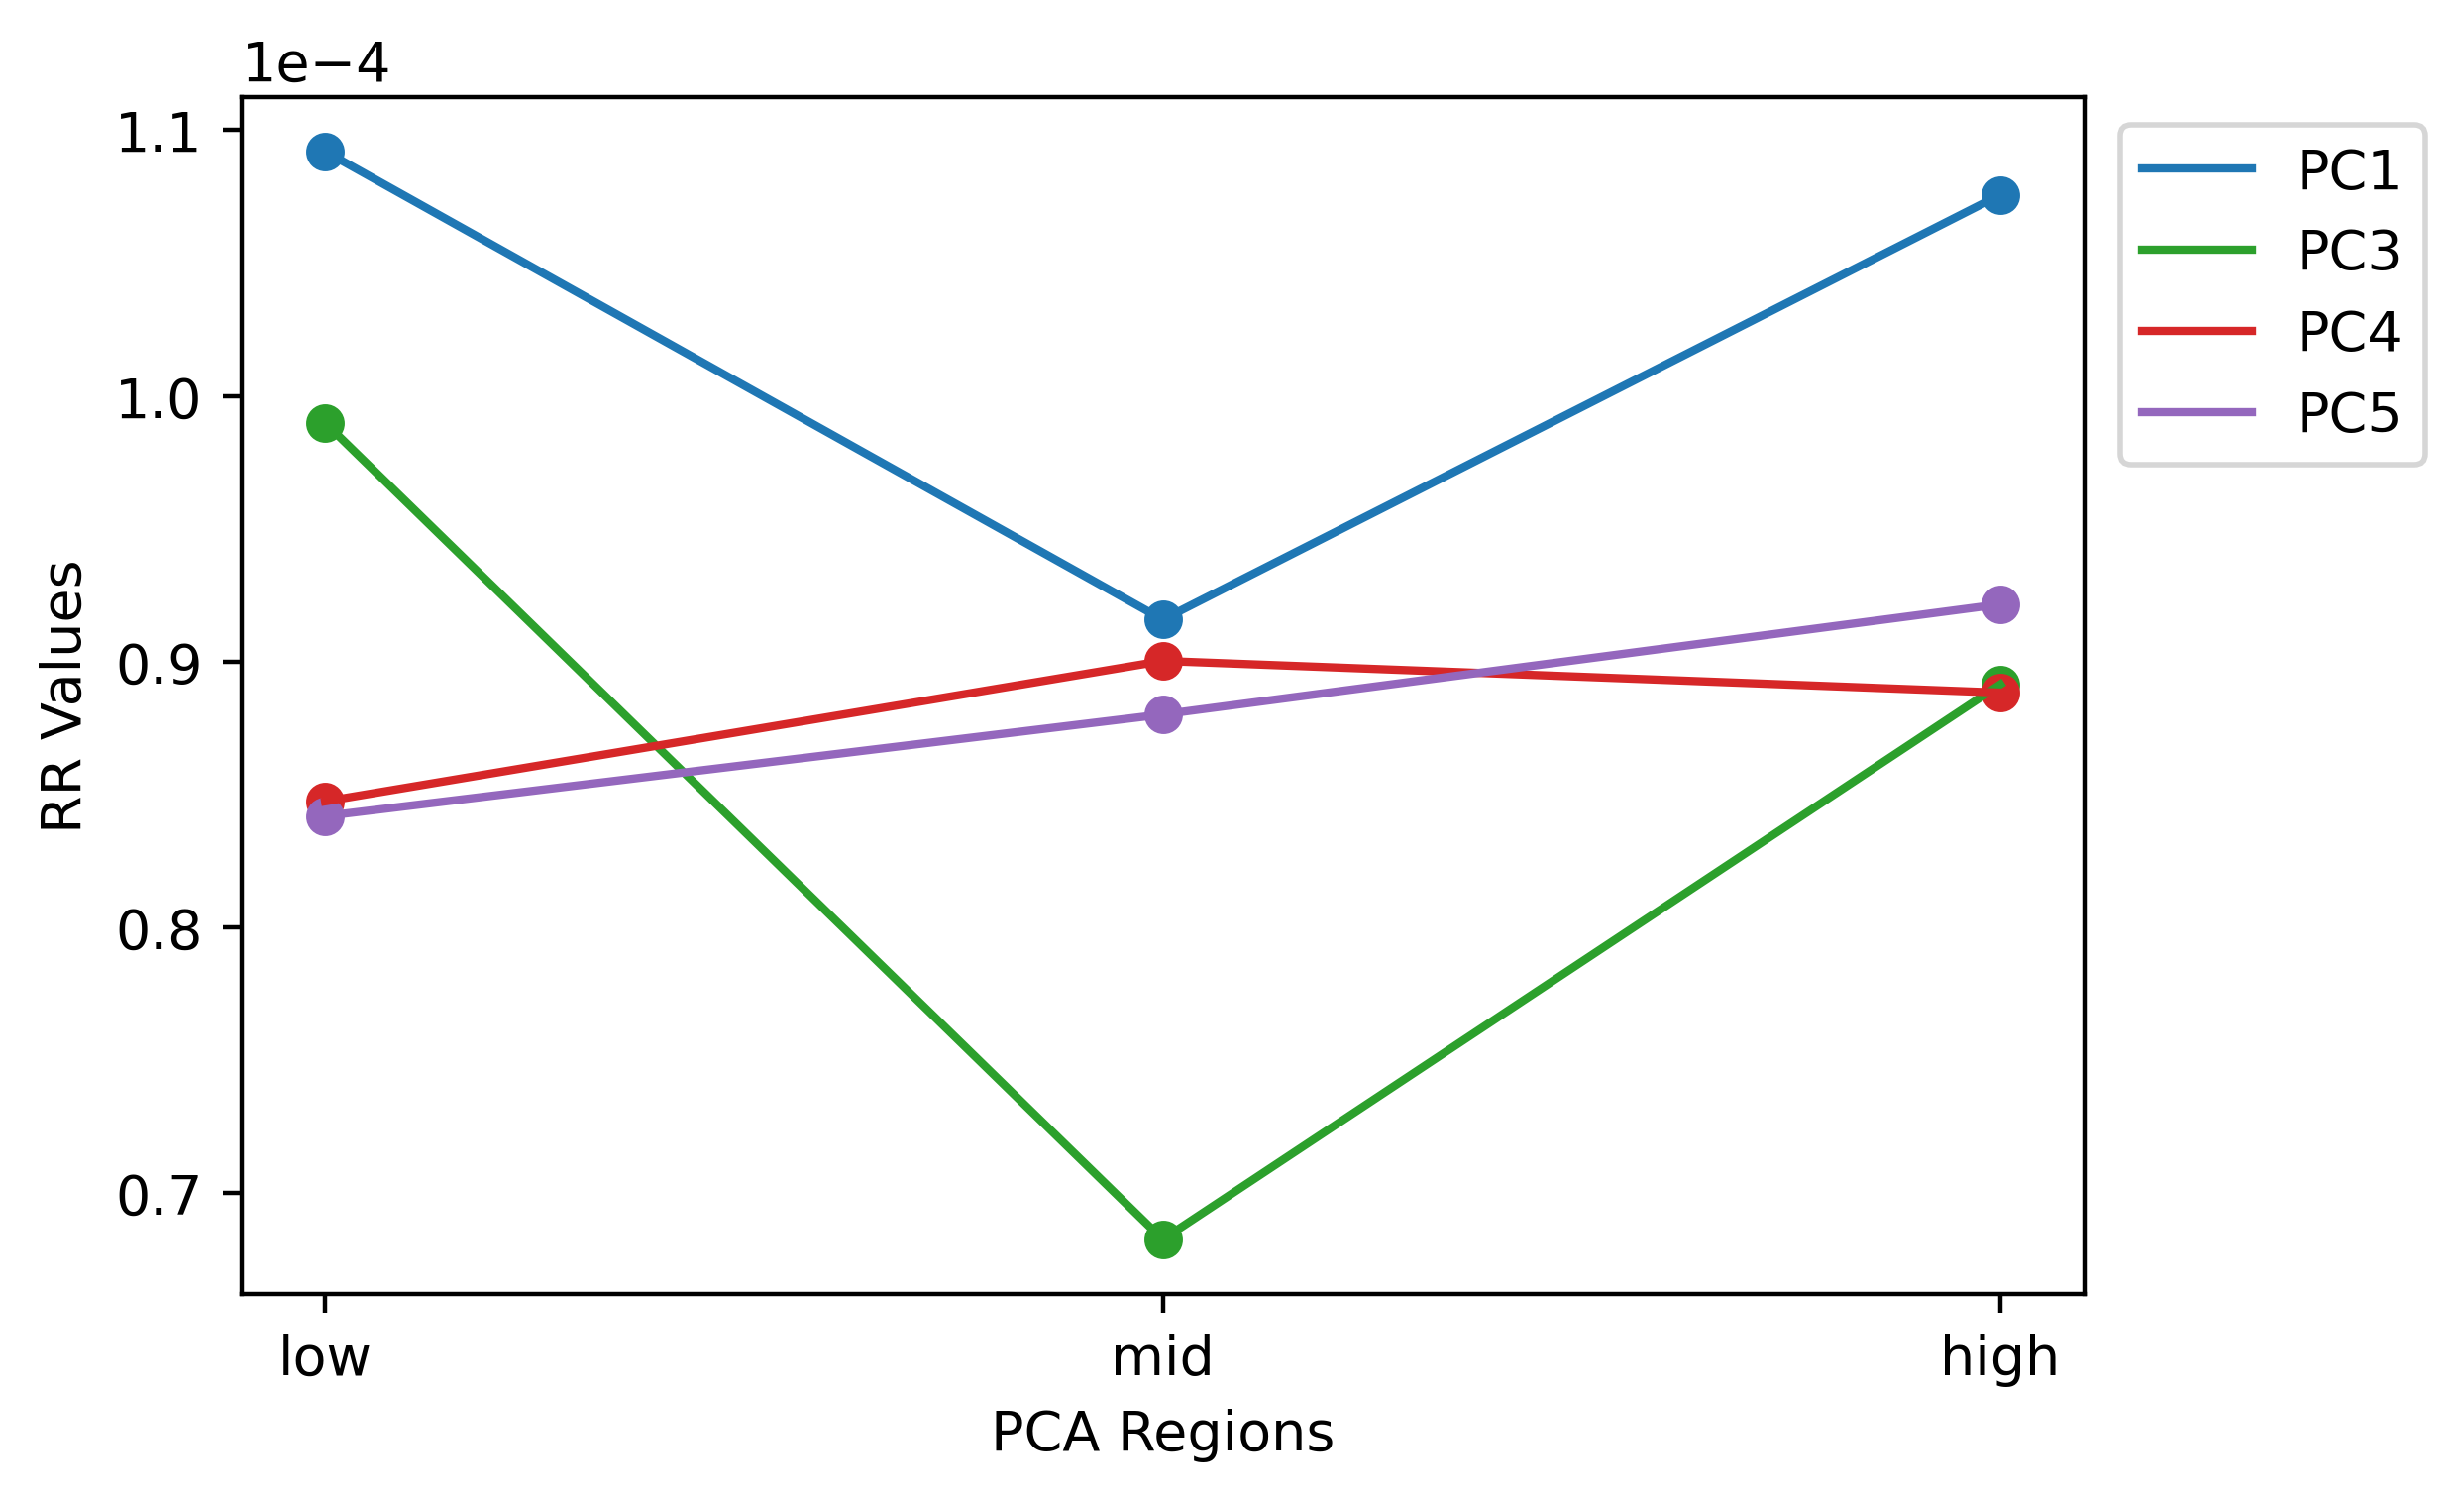 1e−4
1.1
1.0
0.9
0.8
0.7
RR Values
low mid high
PCA Regions
PC1
PC3
PC4
PC5